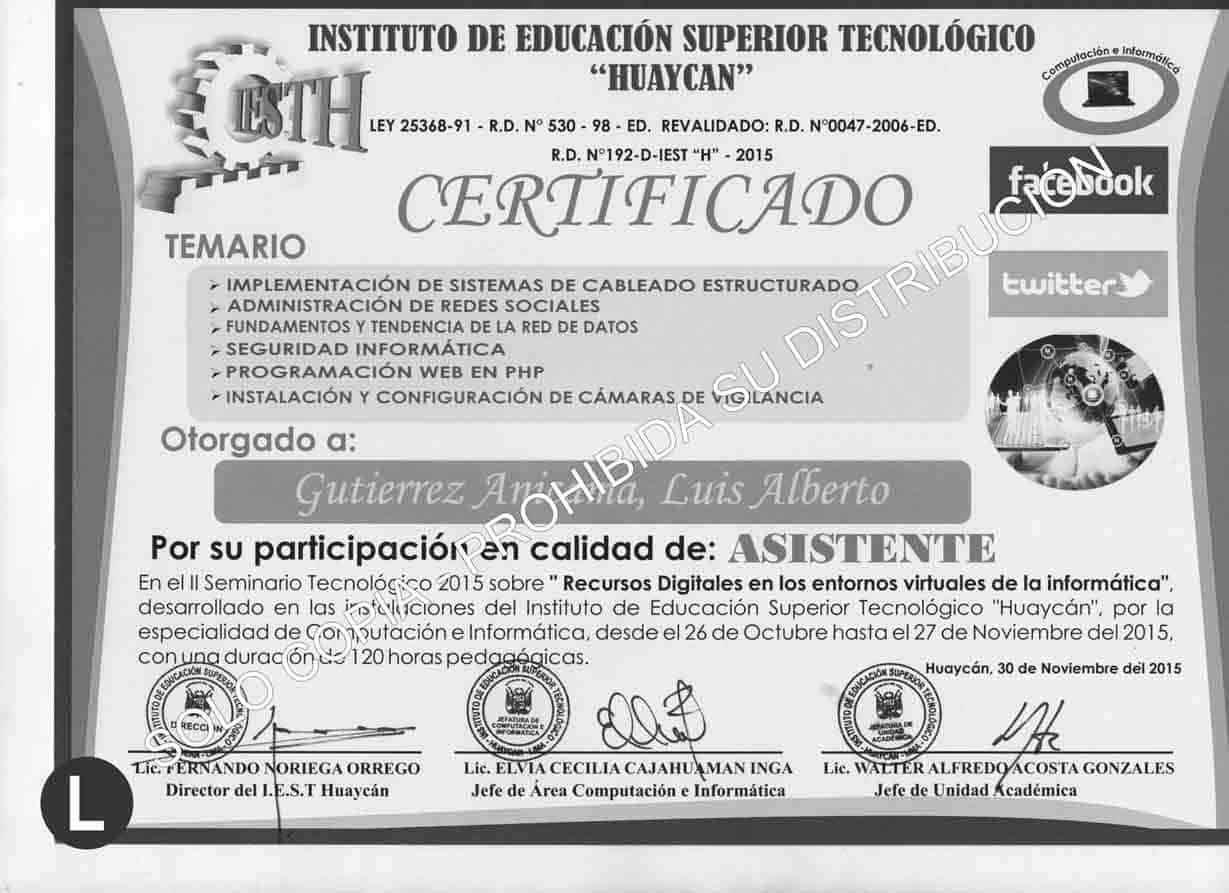 INSTITUTO DE EDUCACIÓN SUPERIOR TECNOLÓGICO
“HUAYCAN”
IESTH
Computación e Informática
LEY 25368-91 - R.D. N° 530 - 98 - ED. REVALIDADO: R.D. N°0047-2006-ED.
R.D. N°192-D-IEST “H” - 2015
facebook
CERTIFICADO
TEMARIO
twitter
➢ IMPLEMENTACIÓN DE SISTEMAS DE CABLEADO ESTRUCTURADO
➢ ADMINISTRACIÓN DE REDES SOCIALES
➢ FUNDAMENTOS Y TENDENCIA DE LA RED DE DATOS
➢ SEGURIDAD INFORMÁTICA
➢ PROGRAMACIÓN WEB EN PHP
➢ INSTALACIÓN Y CONFIGURACIÓN DE CÁMARAS DE VIGILANCIA
Otorgado a:
Gutierrez Luis Alberto
Por su participación en calidad de: ASISTENTE
En el II Seminario Tecnológico 2015 sobre " Recursos Digitales en los entornos virtuales de la informática",
desarrollado en las instalaciones del Instituto de Educación Superior Tecnológico "Huaycán", por la
especialidad de Computación e Informática, desde el 26 de Octubre hasta el 27 de Noviembre del 2015,
con una duración de 120 horas pedagógicas.
Huaycán, 30 de Noviembre del 2015
INSTITUTO DE EDUCACIÓN SUPERIOR TECNOLÓGICO
DIRECCIÓN
HUAYCAN - LIMA
INSTITUTO DE EDUCACIÓN SUPERIOR TECNOLÓGICO
JEFATURA DE
COMPUTACION E
INFORMATICA
HUAYCAN - LIMA
INSTITUTO DE EDUCACIÓN SUPERIOR TECNOLÓGICO
JEFATURA DE
UNIDAD
ACADÉMICA
HUAYCAN - LIMA
Lic. FERNANDO NORIEGA ORREGO
Director del I.E.S.T Huaycán
Lic. ELVIA CECILIA CAJAHUAMAN INGA
Jefe de Área Computación e Informática
Lic. WALTER ALFREDO ACOSTA GONZALES
Jefe de Unidad Académica
SOLO COPIA - PROHIBIDA SU DISTRIBUCIÓN
L